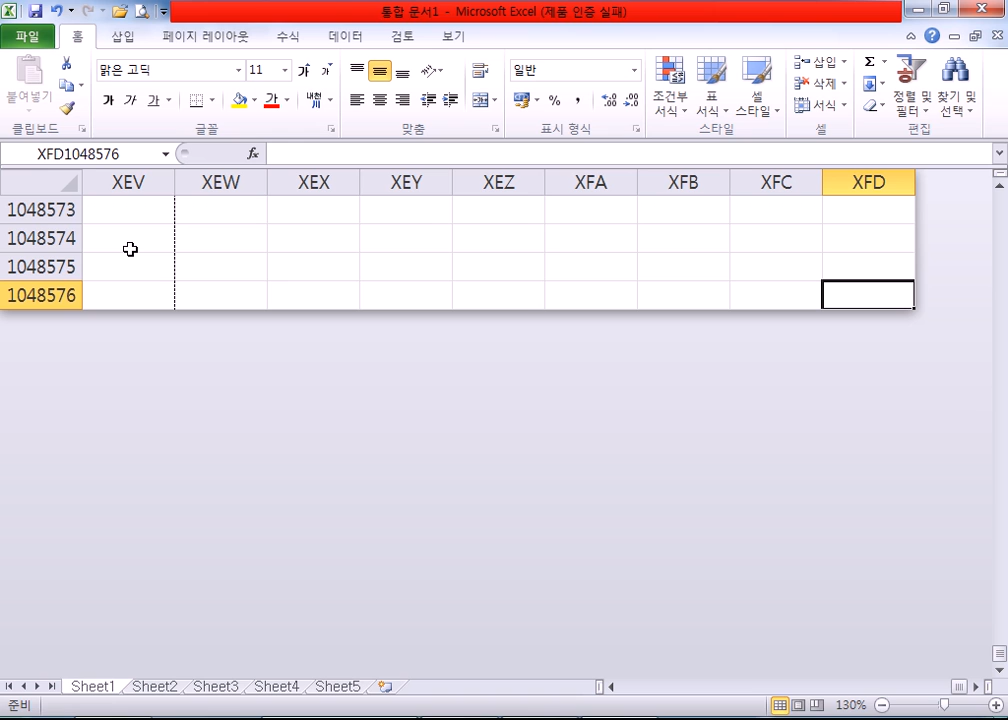 통합 문서1 - Microsoft Excel (제품 인증 실패)
파일 홈 삽입 페이지 레이아웃 수식 데이터 검토 보기
붙여넣기
맑은 고딕 11 가 가
가 가 가 가 내천
일반
% ,
조건부 서식
표 서식
셀 스타일
삽입
삭제
서식
Σ
정렬 및 필터
찾기 및 선택
클립보드 글꼴 맞춤 표시 형식 스타일 셀 편집
XFD1048576 fx
XEV XEW XEX XEY XEZ XFA XFB XFC XFD
1048573
1048574
1048575
1048576
Sheet1 Sheet2 Sheet3 Sheet4 Sheet5
준비 130%